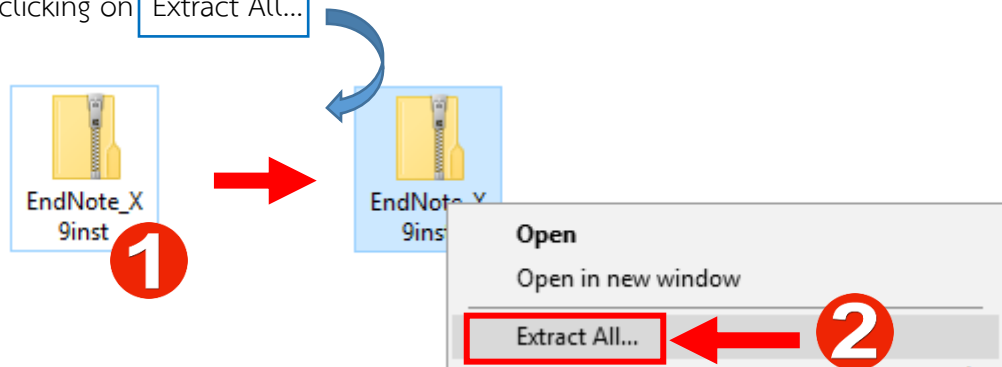 clicking on Extract All...
EndNote_X
9inst
1
EndNote_X
9inst
Open
Open in new window
Extract All...
2